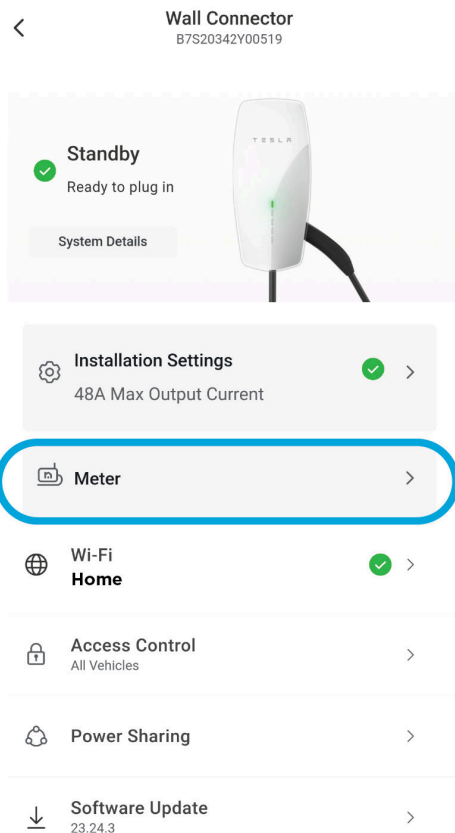 Wall Connector
B7S20342Y00519
TESLA
Standby
Ready to plug in
System Details
Installation Settings
48A Max Output Current
Meter
Wi-Fi
Home
Access Control
All Vehicles
Power Sharing
Software Update
23.24.3